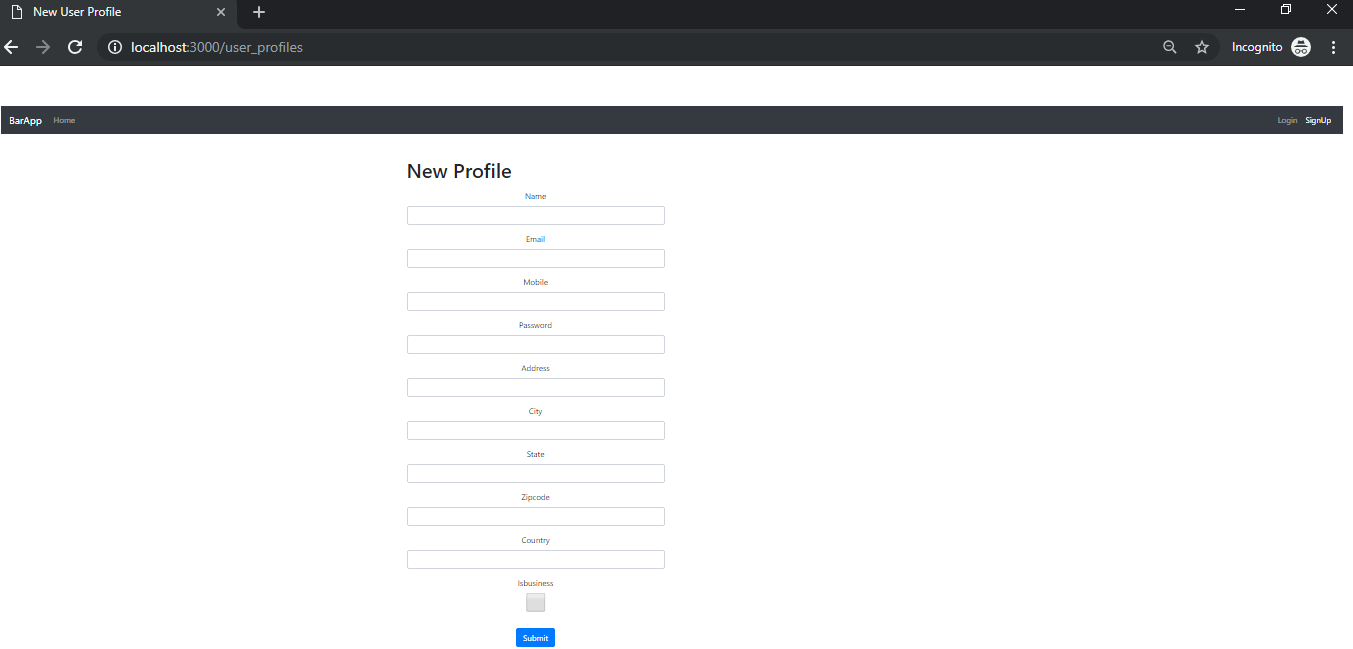 New User Profile
localhost:3000/user_profiles
Incognito
BarApp Home Login SignUp
New Profile
Name
Email
Mobile
Password
Address
City
State
Zipcode
Country
Isbusiness
Submit